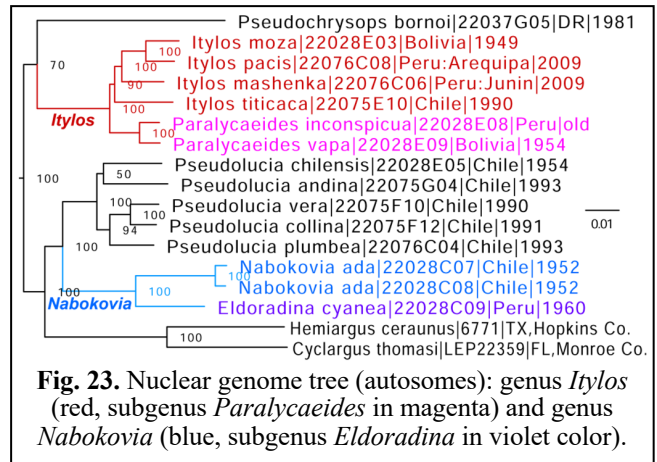 Pseudochrysops bornoi|22037G05|DR|1981
Itylos moza|22028E03|Bolivia|1949
100
70
Itylos pacis|22076C08|Peru:Arequipa|2009
100
Itylos mashenka|22076C06|Peru:Junin|2009
90
Itylos titicaca|22075E10|Chile|1990
100
Itylos
Paralycaeides inconspicua|22028E08|Peru|old
100
Paralycaeides vapa|22028E09|Bolivia|1954
Pseudolucia chilensis|22028E05|Chile|1954
50
100
Pseudolucia andina|22075G04|Chile|1993
Pseudolucia vera|22075F10|Chile|1990
100
100
0.01
Pseudolucia collina|22075F12|Chile|1991
94
100
Pseudolucia plumbea|22076C04|Chile|1993
Nabokovia ada|22028C07|Chile|1952
100
Nabokovia ada|22028C08|Chile|1952
100
100
Nabokovia
Eldoradina cyanea|22028C09|Peru|1960
Hemiargus ceraunus|6771|TX,Hopkins Co.
100
Cyclargus thomasi|LEP22359|FL,Monroe Co.
Fig. 23. Nuclear genome tree (autosomes): genus Itylos
(red, subgenus Paralycaeides in magenta) and genus
Nabokovia (blue, subgenus Eldoradina in violet color).